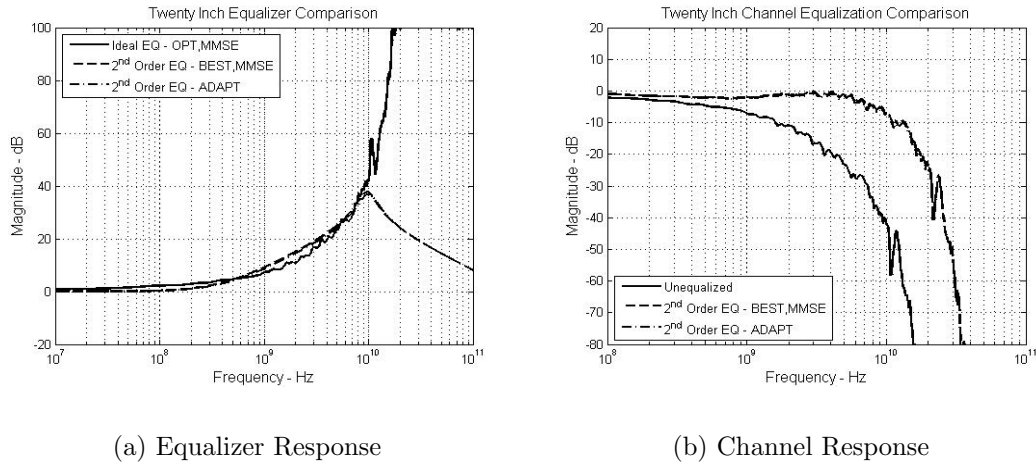 Twenty Inch Equalizer Comparison
100
80
60
40
20
0
-20
Magnitude - dB
Ideal EQ - OPT,MMSE
2nd Order EQ - BEST,MMSE
2nd Order EQ - ADAPT
10^7
10^8
10^9
10^10
10^11
Frequency - Hz
(a) Equalizer Response
Twenty Inch Channel Equalization Comparison
20
10
0
-10
-20
-30
-40
-50
-60
-70
-80
Magnitude - dB
Unequalized
2nd Order EQ - BEST,MMSE
2nd Order EQ - ADAPT
10^8
10^9
10^10
10^11
Frequency - Hz
(b) Channel Response